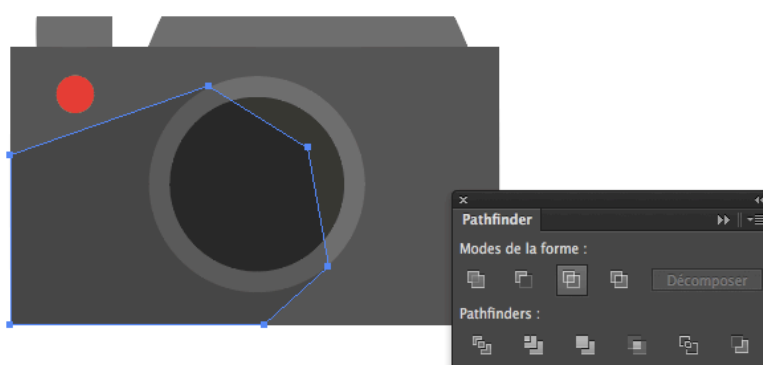 Pathfinder
Modes de la forme :
Décomposer
Pathfinders :